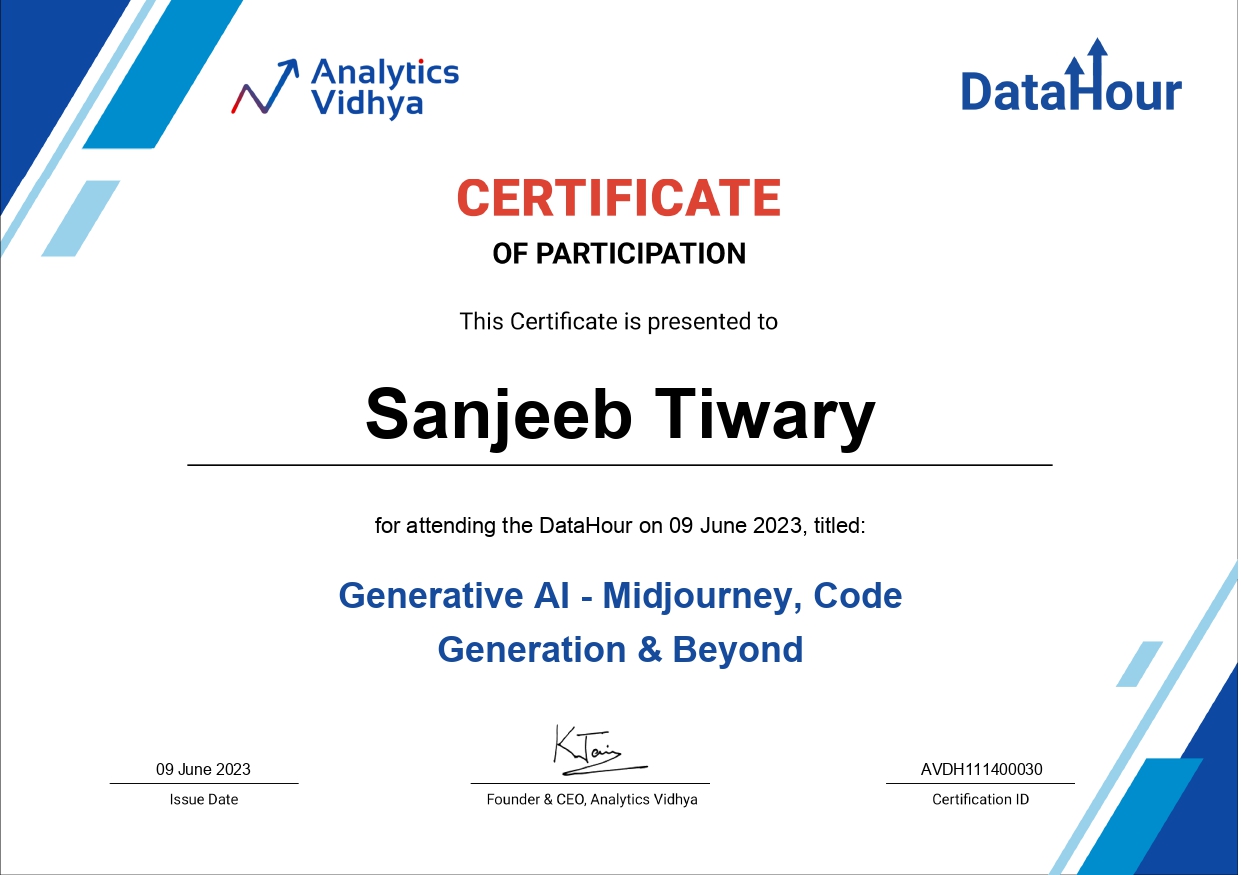 Analytics
Vidhya
DataHour
CERTIFICATE
OF PARTICIPATION
This Certificate is presented to
Sanjeeb Tiwary
for attending the DataHour on 09 June 2023, titled:
Generative AI - Midjourney, Code
Generation & Beyond
KJain
09 June 2023
AVDH111400030
Issue Date
Founder & CEO, Analytics Vidhya
Certification ID